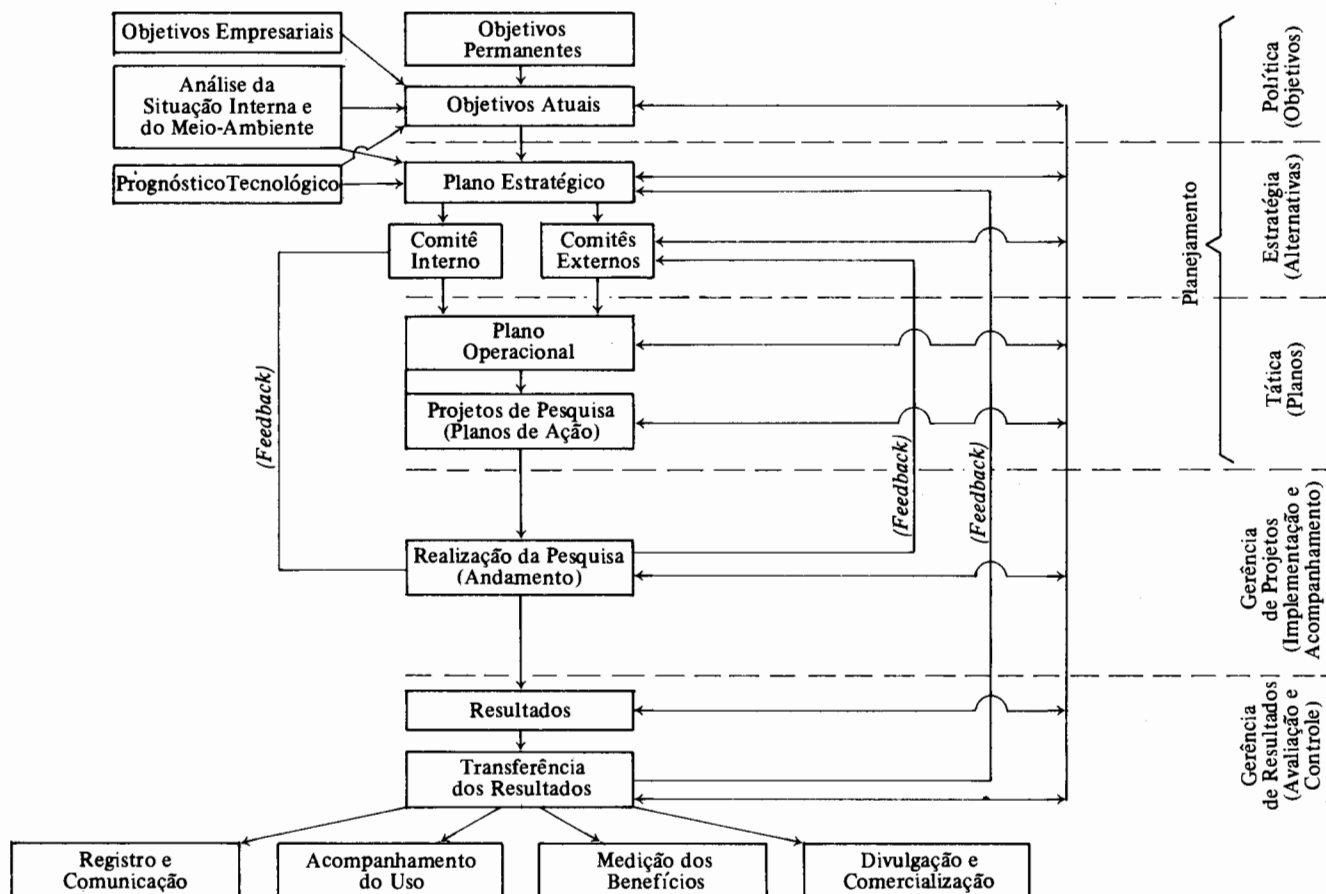 Objetivos Empresariais
Objetivos
Permanentes
Análise da
Situação Interna e
do Meio-Ambiente
Objetivos Atuais
Prognóstico Tecnológico
Plano Estratégico
Comitê
Interno
Comitês
Externos
Plano
Operacional
Projetos de Pesquisa
(Planos de Ação)
(Feedback)
(Feedback)
(Feedback)
Realização da Pesquisa
(Andamento)
Resultados
Transferência
dos Resultados
Registro e
Comunicação
Acompanhamento
do Uso
Medição dos
Benefícios
Divulgação e
Comercialização
Planejamento
Política
(Objetivos)
Estratégia
(Alternativas)
Tática
(Planos)
Gerência
de Projetos
(Implementação e
Acompanhamento)
Gerência
de Resultados
(Avaliação e
Controle)